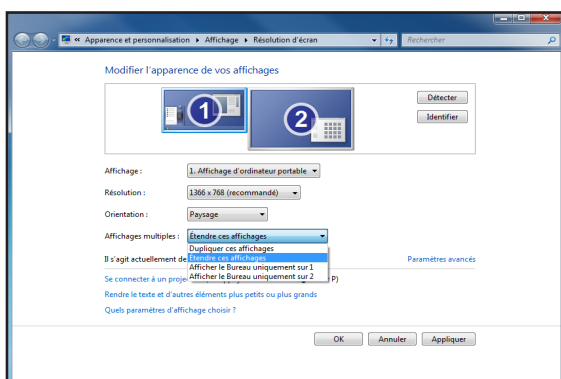 « Apparence et personnalisation ▸ Affichage ▸ Résolution d'écran
Rechercher
Modifier l'apparence de vos affichages
1
2
Détecter
Identifier
Affichage :
1. Affichage d'ordinateur portable
Résolution :
1366 x 768 (recommandé)
Orientation :
Paysage
Affichages multiples :
Étendre ces affichages
Dupliquer ces affichages
Étendre ces affichages
Afficher le Bureau uniquement sur 1
Afficher le Bureau uniquement sur 2
Il s'agit actuellement de
Paramètres avancés
Se connecter à un
P)
Rendre le texte et d'autres éléments plus petits ou plus grands
Quels paramètres d'affichage choisir ?
OK
Annuler
Appliquer